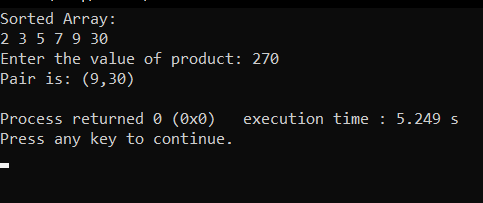 Sorted Array:
2 3 5 7 9 30
Enter the value of product: 270
Pair is: (9,30)
Process returned 0 (0x0)   execution time : 5.249 s
Press any key to continue.